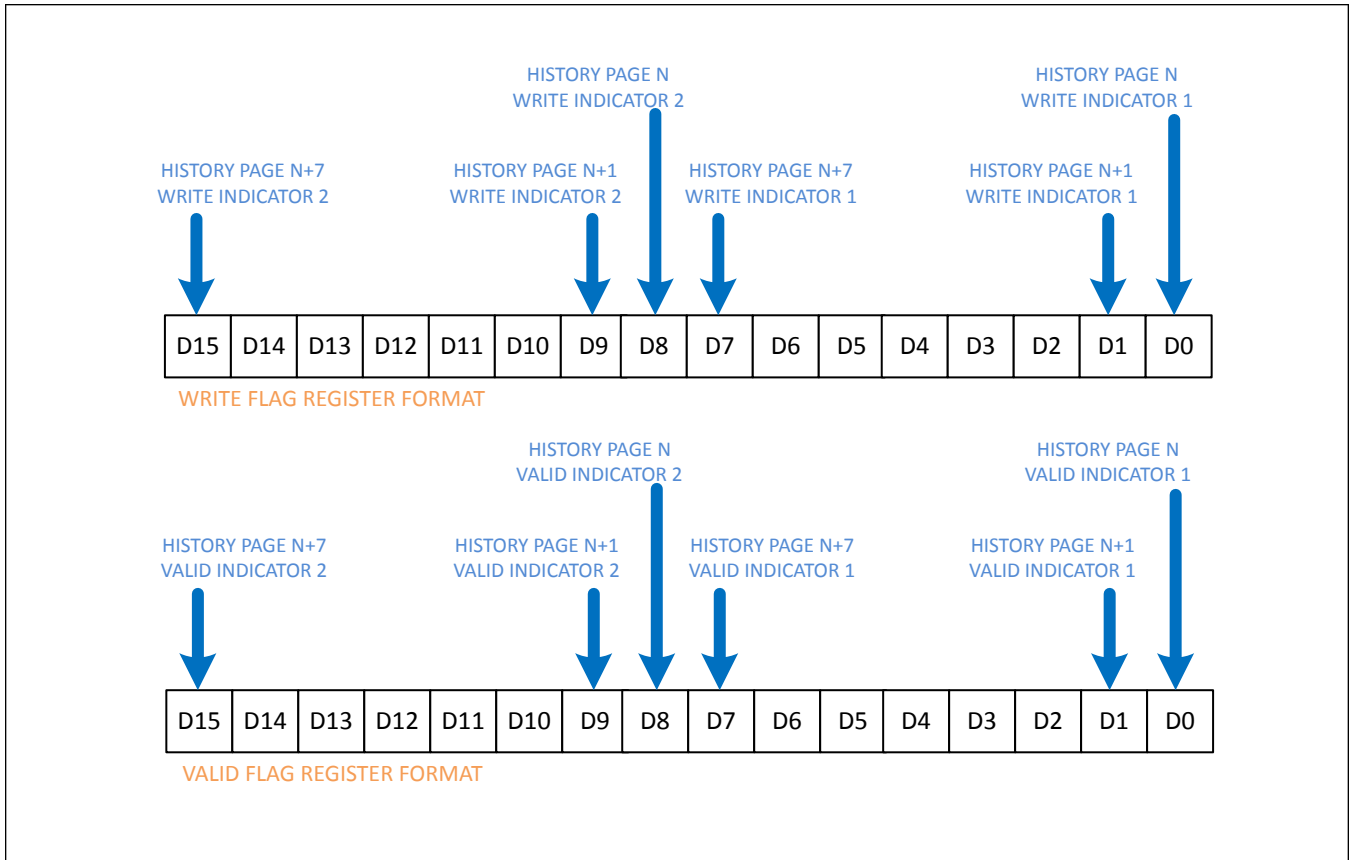 HISTORY PAGE N
WRITE INDICATOR 2
HISTORY PAGE N
WRITE INDICATOR 1
HISTORY PAGE N+7
WRITE INDICATOR 2
HISTORY PAGE N+1
WRITE INDICATOR 2
HISTORY PAGE N+7
WRITE INDICATOR 1
HISTORY PAGE N+1
WRITE INDICATOR 1
D15 D14 D13 D12 D11 D10 D9 D8 D7 D6 D5 D4 D3 D2 D1 D0
WRITE FLAG REGISTER FORMAT
HISTORY PAGE N
VALID INDICATOR 2
HISTORY PAGE N
VALID INDICATOR 1
HISTORY PAGE N+7
VALID INDICATOR 2
HISTORY PAGE N+1
VALID INDICATOR 2
HISTORY PAGE N+7
VALID INDICATOR 1
HISTORY PAGE N+1
VALID INDICATOR 1
D15 D14 D13 D12 D11 D10 D9 D8 D7 D6 D5 D4 D3 D2 D1 D0
VALID FLAG REGISTER FORMAT